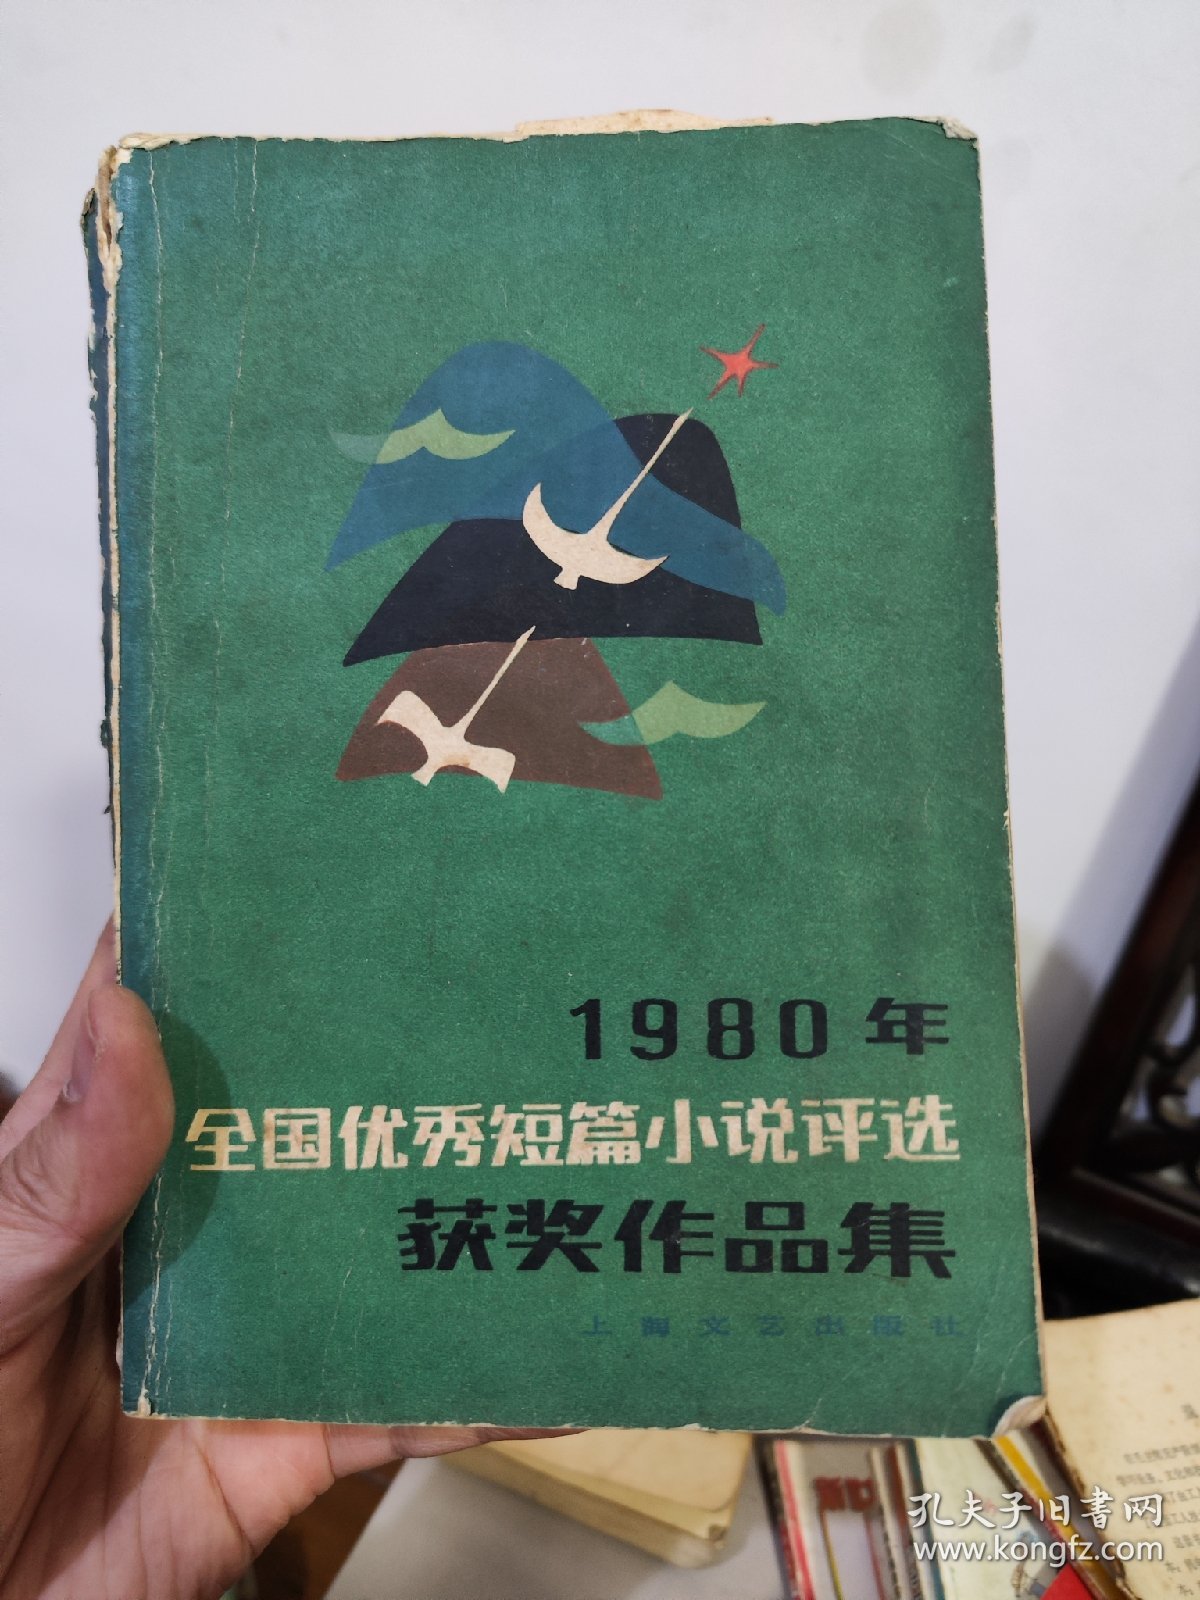 1980年
全国优秀短篇小说评选
获奖作品集
上海文艺出版社
孔夫子旧书网
www.kongfz.com